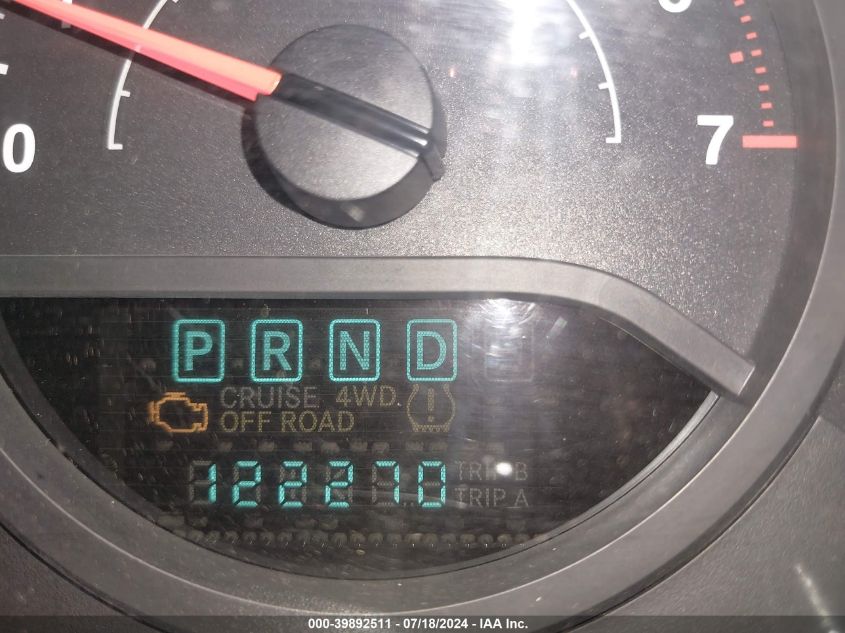 0 7
P R N D
CRUISE 4WD
OFF ROAD
122270
TRIP B
TRIP A
000-39892511 - 07/18/2024 - IAA Inc.